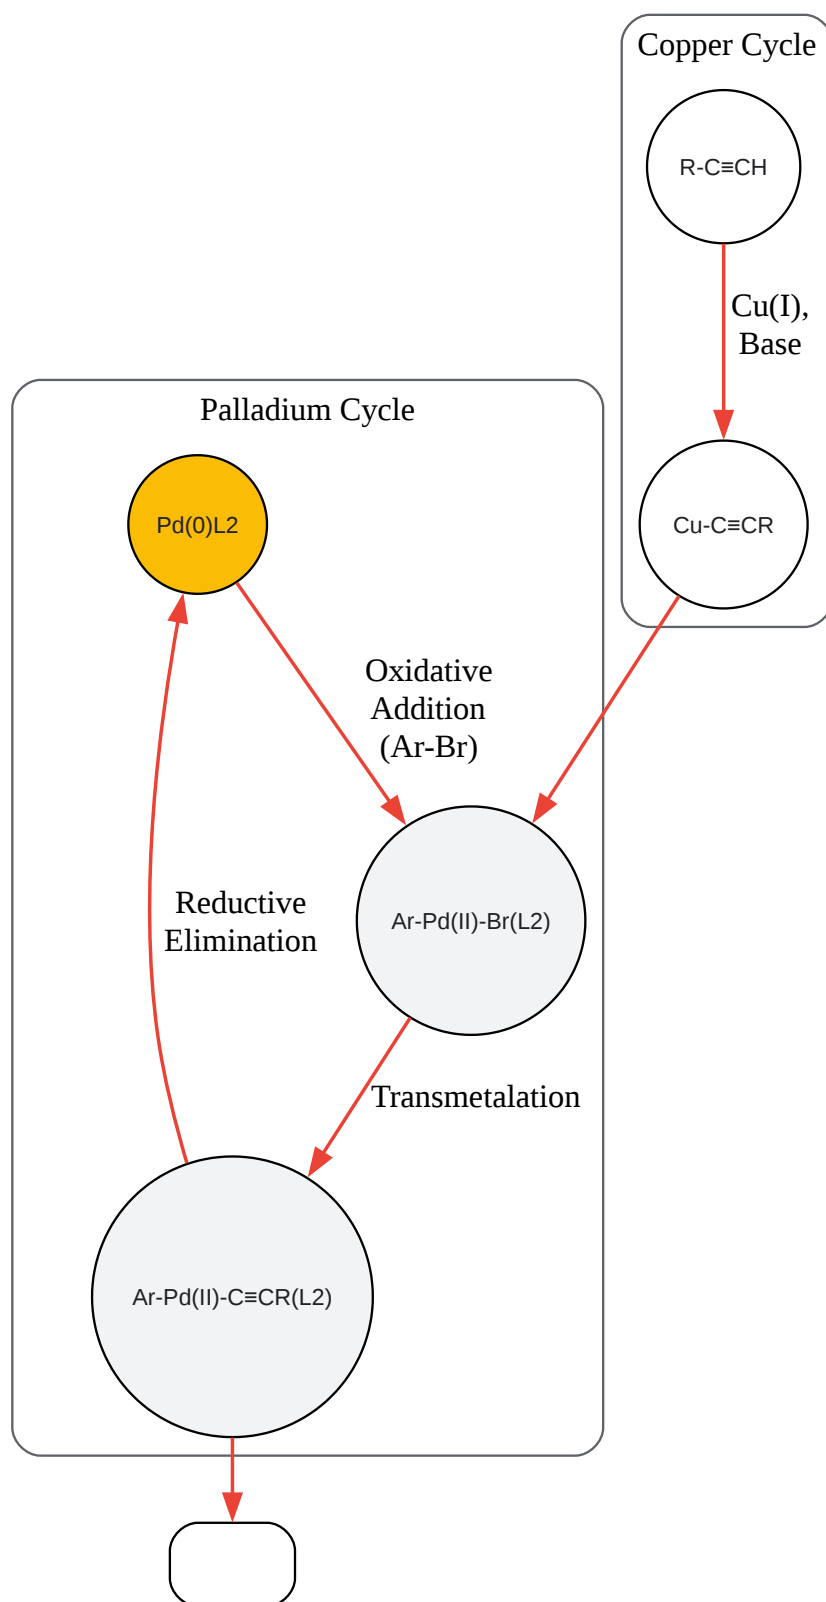 Copper Cycle
R-C≡CH
Cu(I),
Base
Cu-C≡CR
Palladium Cycle
Pd(0)L2
Oxidative
Addition
(Ar-Br)
Ar-Pd(II)-Br(L2)
Reductive
Elimination
Transmetalation
Ar-Pd(II)-C≡CR(L2)